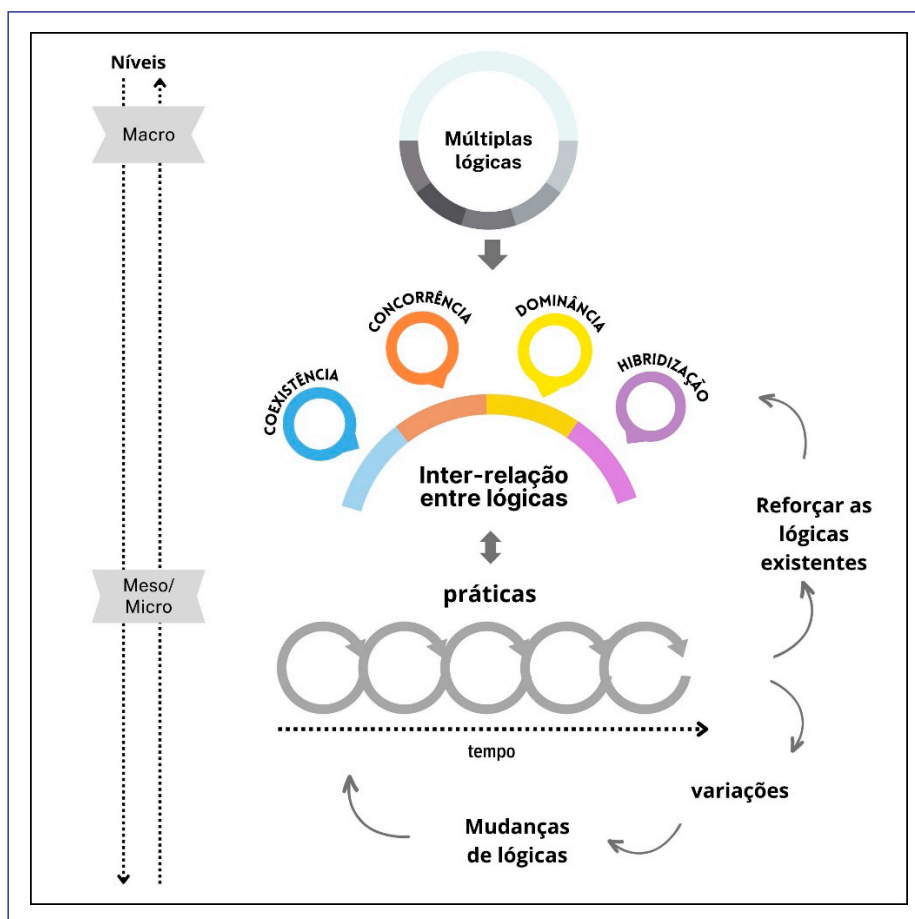 Níveis
Macro
Múltiplas
lógicas
COEXISTÊNCIA
CONCORRÊNCIA
DOMINÂNCIA
HIBRIDIZAÇÃO
Inter-relação
entre lógicas
Reforçar as
lógicas
existentes
Meso/
Micro
práticas
tempo
variações
Mudanças
de lógicas